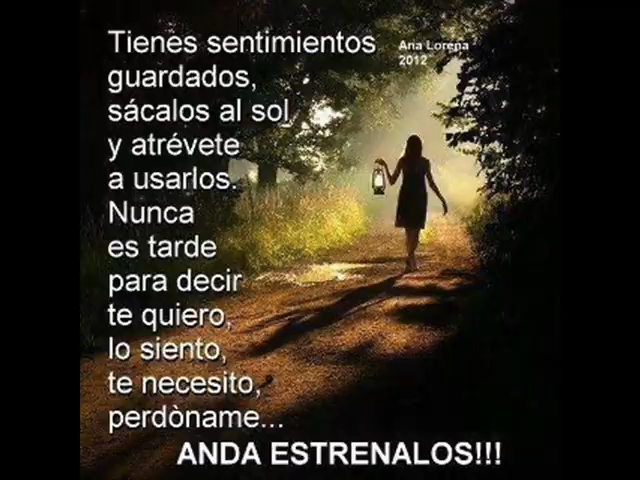 Tienes sentimientos
guardados,
sácalos al sol
y atrévete
a usarlos.
Nunca
es tarde
para decir
te quiero,
lo siento,
te necesito,
perdòname...
ANDA ESTRENALOS!!!
Ana Lorena
2012